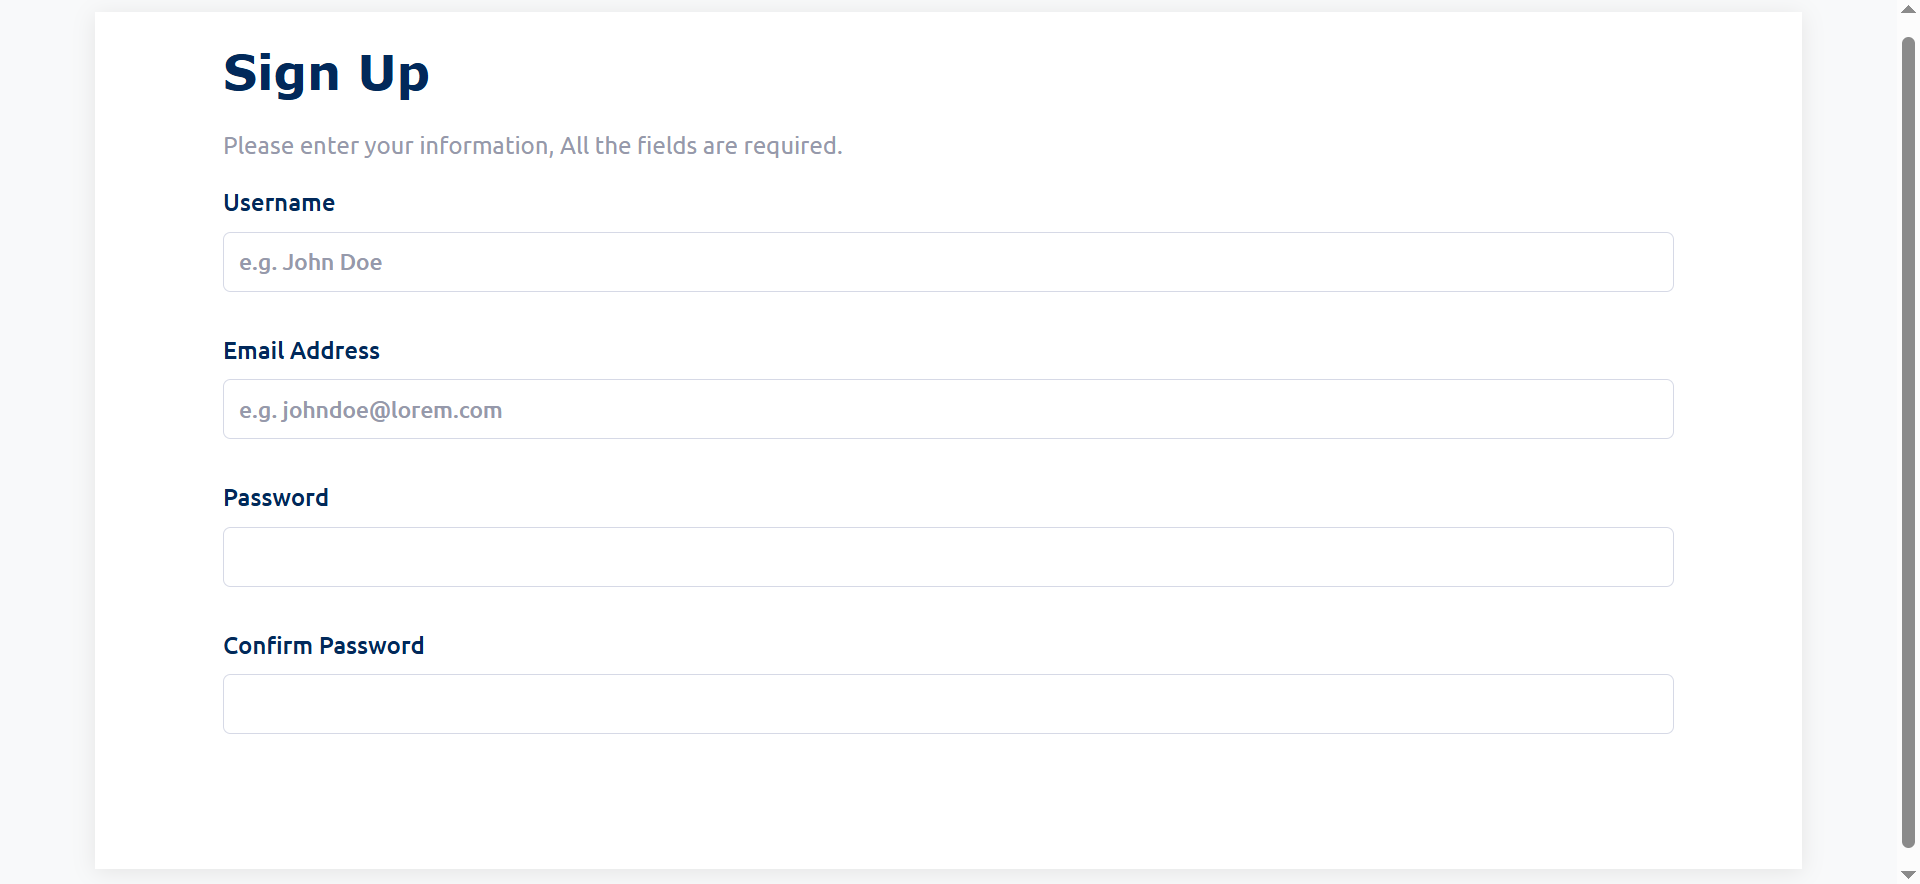 Sign Up
Please enter your information, All the fields are required.
Username
e.g. John Doe
Email Address
e.g. johndoe@lorem.com
Password
Confirm Password